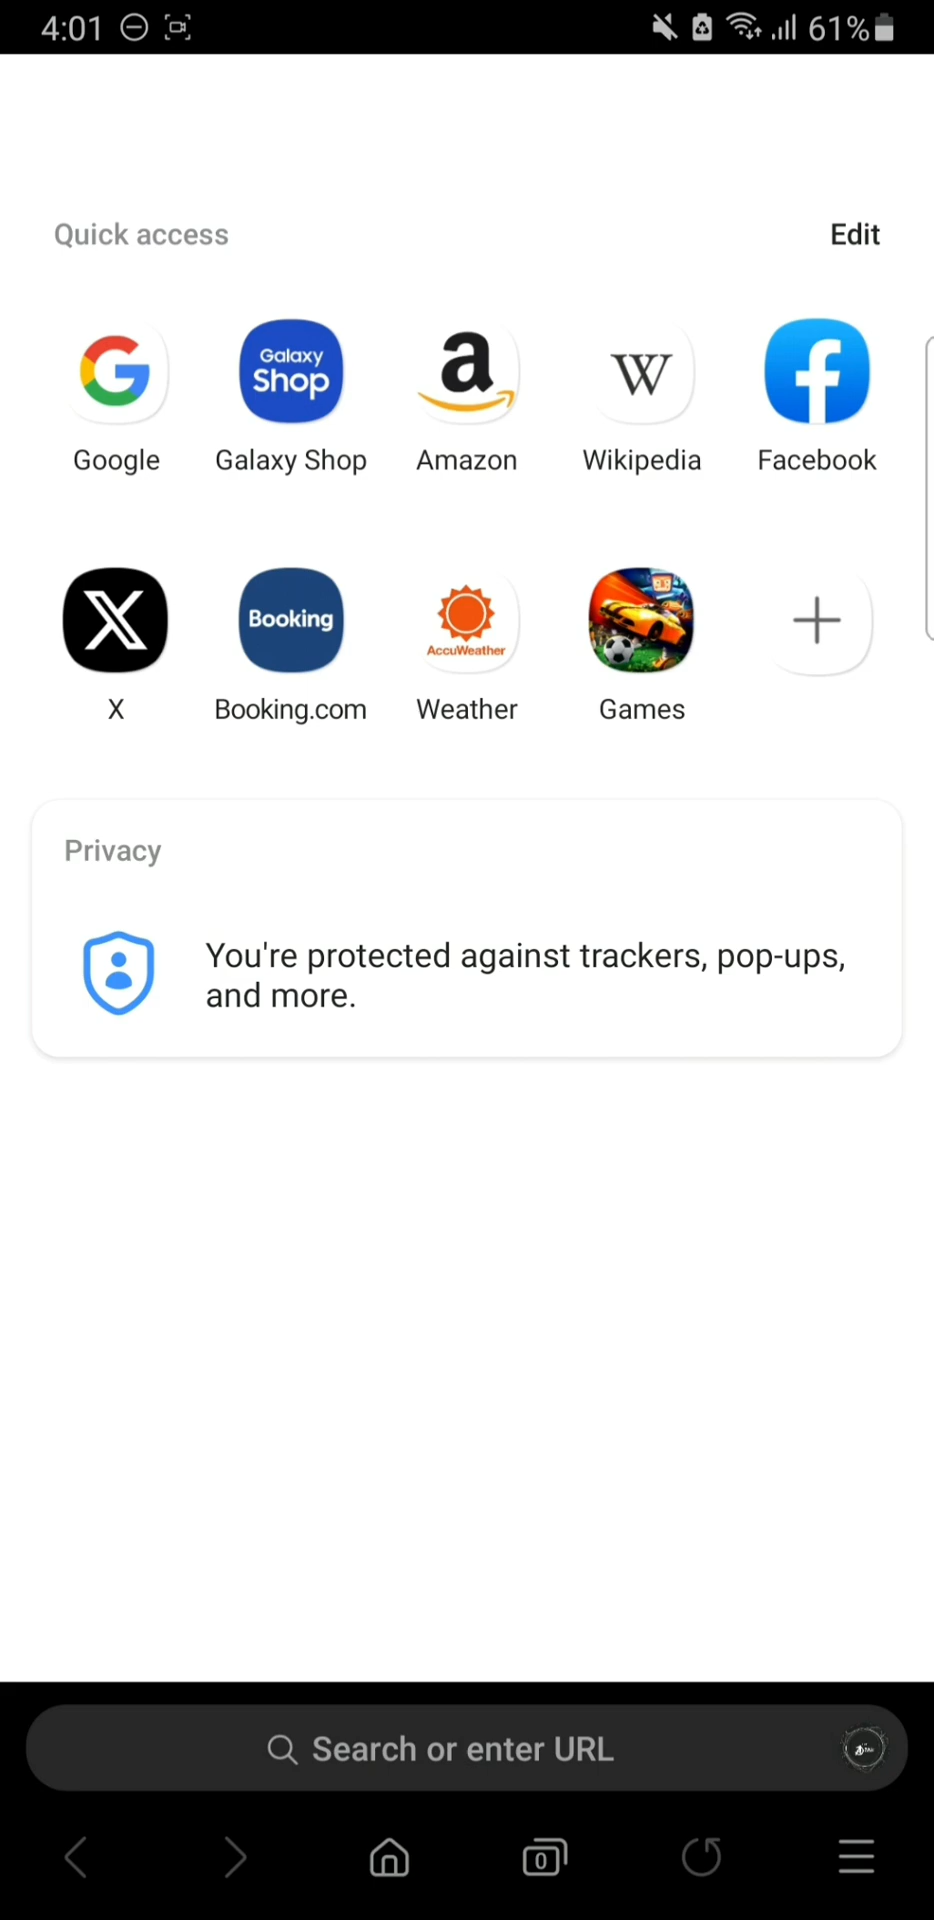 4:01 61%
Quick access Edit
Galaxy
Shop
a
W
f
Google Galaxy Shop Amazon Wikipedia Facebook
X
Booking
AccuWeather
X Booking.com Weather Games
Privacy
You're protected against trackers, pop-ups,
and more.
Search or enter URL
0